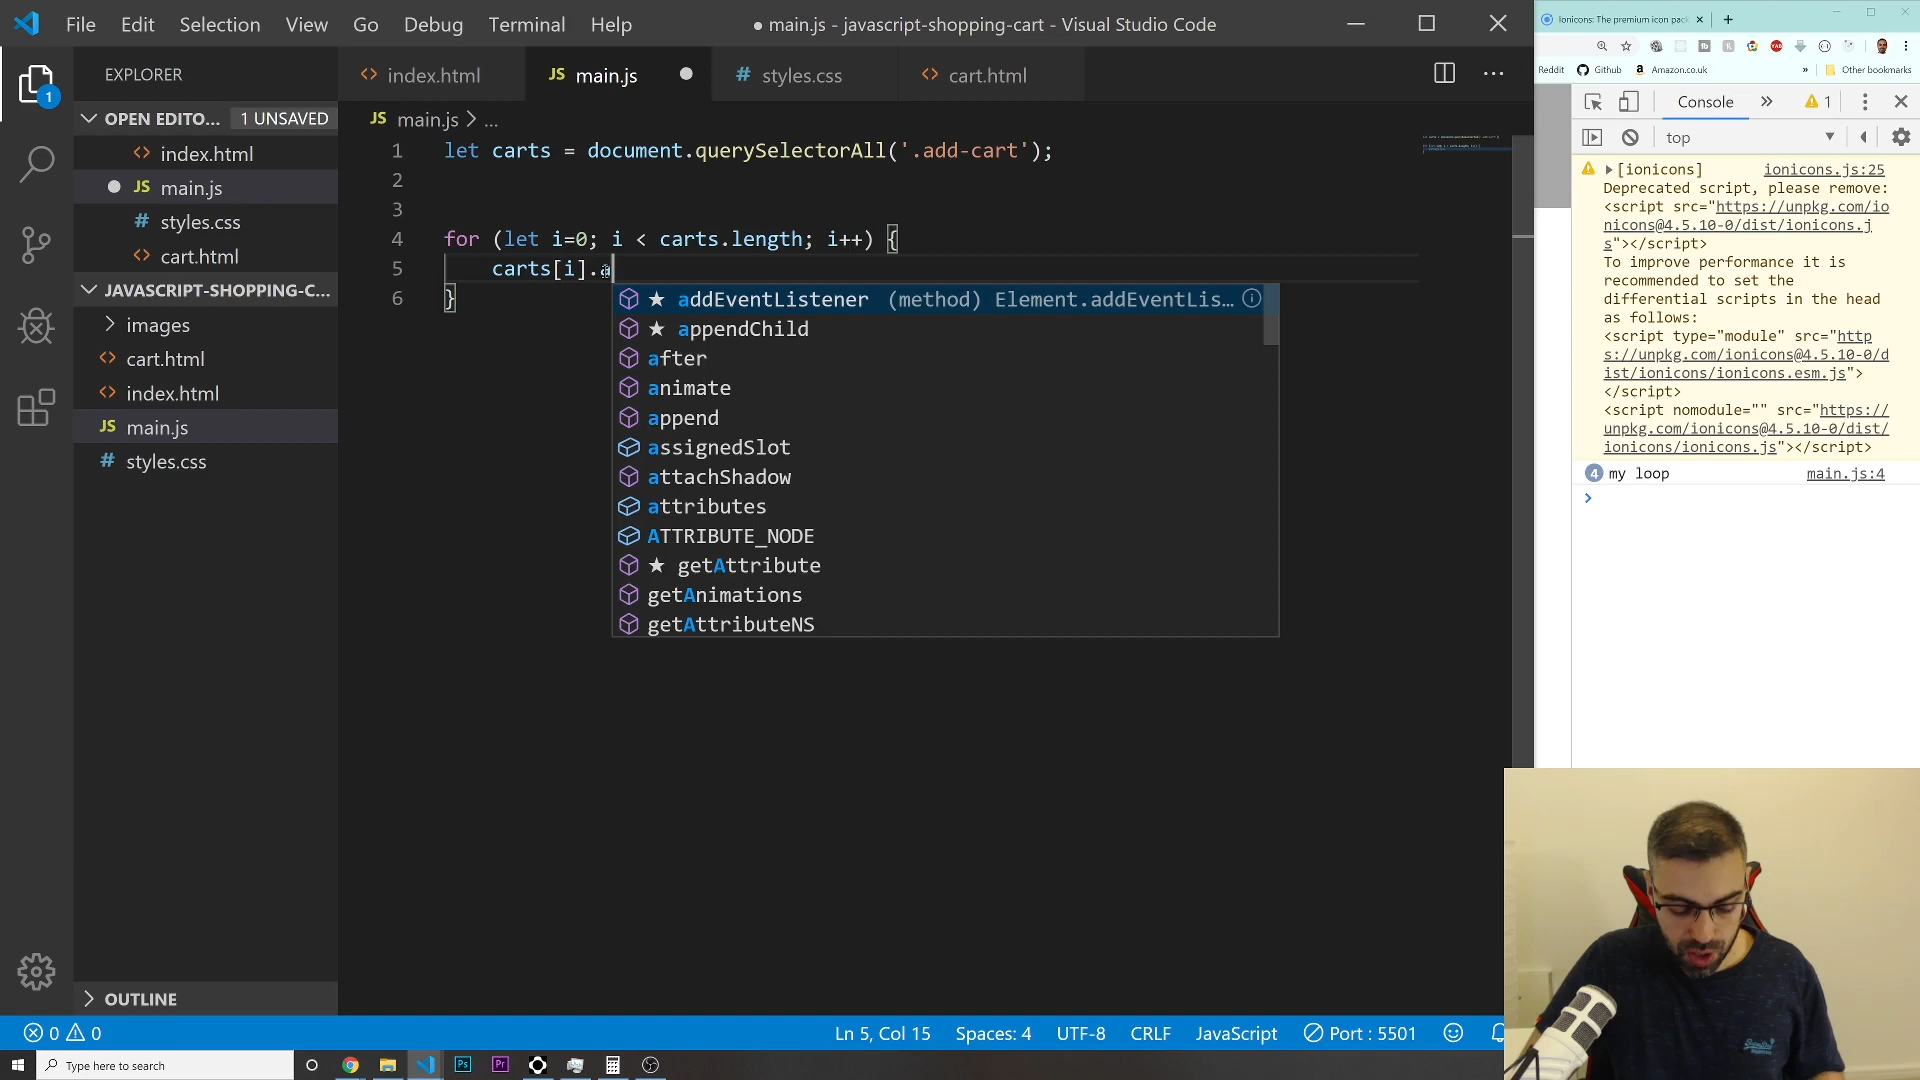 File Edit Selection View Go Debug Terminal Help
● main.js - javascript-shopping-cart - Visual Studio Code
EXPLORER
OPEN EDITO... 1 UNSAVED
index.html
main.js
styles.css
cart.html
JAVASCRIPT-SHOPPING-C...
images
cart.html
index.html
main.js
styles.css
OUTLINE
index.html
JS main.js
# styles.css
cart.html
JS main.js > ...
1 let carts = document.querySelectorAll('.add-cart');
2
3
4 for (let i=0; i < carts.length; i++) {
5 carts[i].a
6 }
★ addEventListener (method) Element.addEventLis...
★ appendChild
after
animate
append
assignedSlot
attachShadow
attributes
ATTRIBUTE_NODE
★ getAttribute
getAnimations
getAttributeNS
Ionicons: The premium icon pac
Reddit Github Amazon.co.uk » Other bookmarks
Console » 1
top
[ionicons] ionicons.js:25
Deprecated script, please remove:
<script src="https://unpkg.com/io
nicons@4.5.10-0/dist/ionicons.j
s"></script>
To improve performance it is
recommended to set the
differential scripts in the head
as follows:
<script type="module" src="http
s://unpkg.com/ionicons@4.5.10-0/d
ist/ionicons/ionicons.esm.js">
</script>
<script nomodule="" src="https://
unpkg.com/ionicons@4.5.10-0/dist/
ionicons/ionicons.js"></script>
4 my loop main.js:4
0 0
Ln 5, Col 15 Spaces: 4 UTF-8 CRLF JavaScript Port : 5501
Type here to search
Ps
Pr